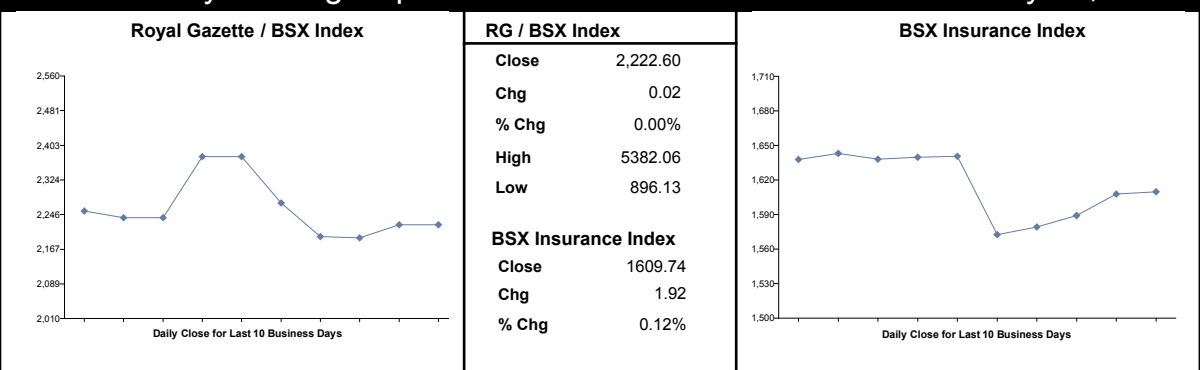 Royal Gazette / BSX Index
2,560
2,481
2,403
2,324
2,246
2,167
2,089
2,010
Daily Close for Last 10 Business Days
RG / BSX Index
Close 2,222.60
Chg 0.02
% Chg 0.00%
High 5382.06
Low 896.13
BSX Insurance Index
Close 1609.74
Chg 1.92
% Chg 0.12%
BSX Insurance Index
1,710
1,680
1,650
1,620
1,590
1,560
1,530
1,500
Daily Close for Last 10 Business Days